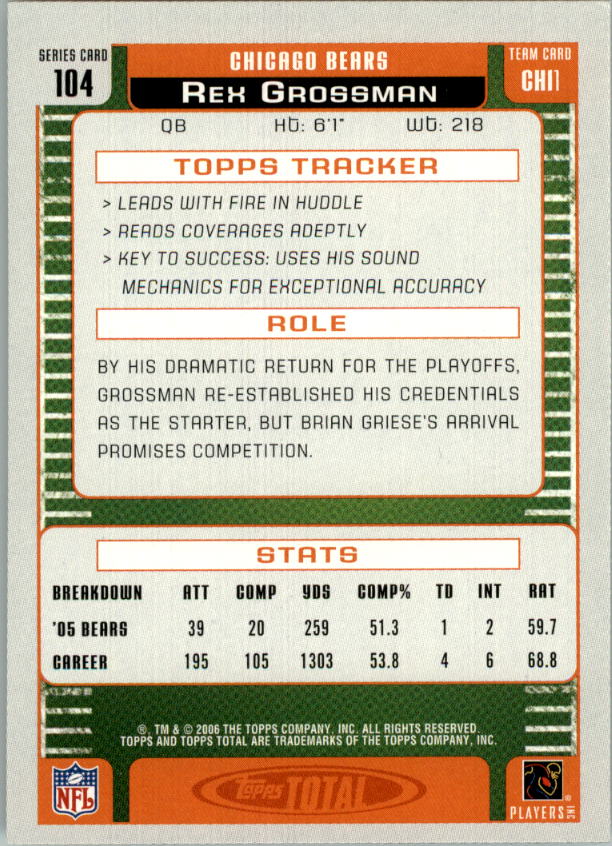 SERIES CARD
104
CHICAGO BEARS
REX GROSSMAN
TEAM CARD
CHI1
QB Ht: 6'1" Wt: 218
TOPPS TRACKER
> LEADS WITH FIRE IN HUDDLE
> READS COVERAGES ADEPTLY
> KEY TO SUCCESS: USES HIS SOUND
MECHANICS FOR EXCEPTIONAL ACCURACY
ROLE
BY HIS DRAMATIC RETURN FOR THE PLAYOFFS,
GROSSMAN RE-ESTABLISHED HIS CREDENTIALS
AS THE STARTER, BUT BRIAN GRIESE'S ARRIVAL
PROMISES COMPETITION.
STATS
BREAKDOWN ATT COMP YDS COMP% TD INT RAT
'05 BEARS 39 20 259 51.3 1 2 59.7
CAREER 195 105 1303 53.8 4 6 68.8
®, TM & © 2006 THE TOPPS COMPANY, INC. ALL RIGHTS RESERVED.
TOPPS AND TOPPS TOTAL ARE TRADEMARKS OF THE TOPPS COMPANY, INC.
NFL
Topps TOTAL
PLAYERS INC ®